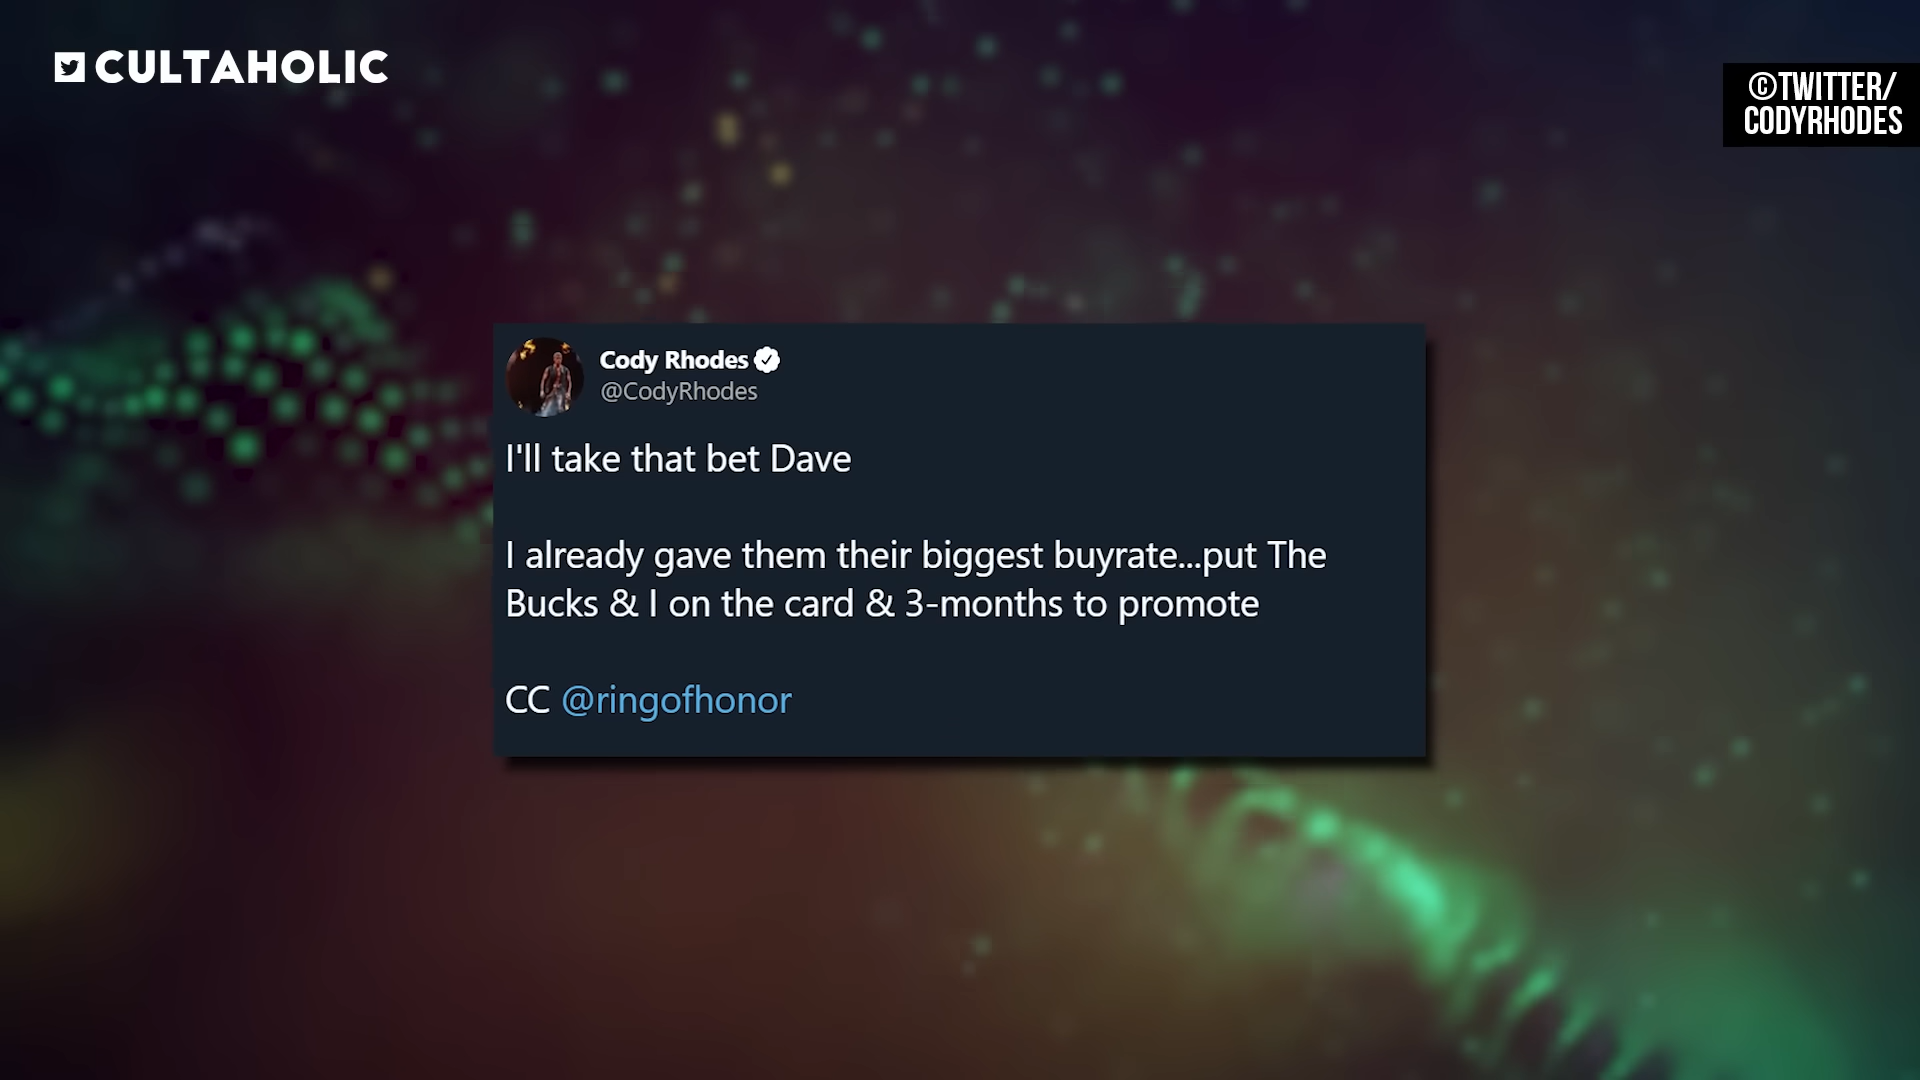 CULTAHOLIC
©TWITTER/
CODYRHODES
Cody Rhodes
@CodyRhodes
I'll take that bet Dave
I already gave them their biggest buyrate...put The
Bucks & I on the card & 3-months to promote
CC @ringofhonor